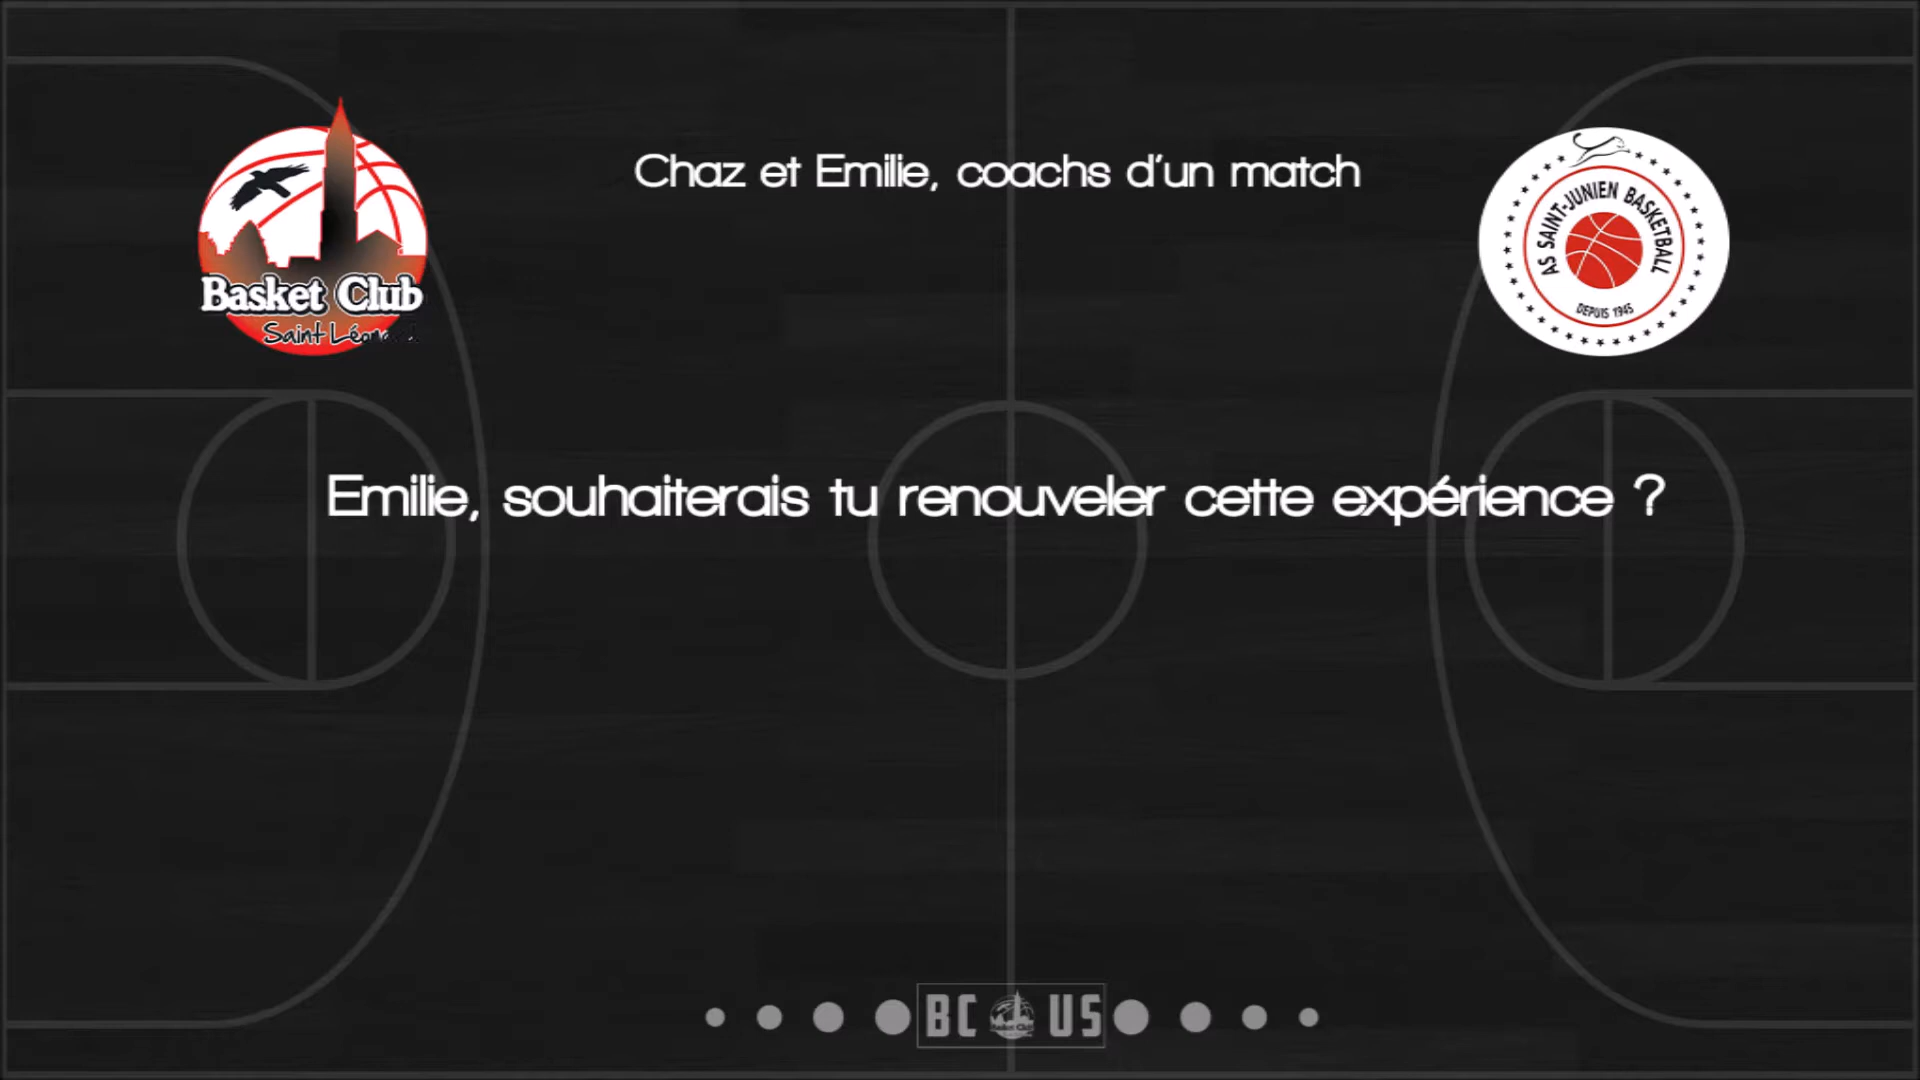 Chaz et Emilie, coachs d'un match
Basket Club
Saint Léonard
AS SAINT-JUNIEN BASKETBALL
DEPUIS 1945
Emilie, souhaiterais tu renouveler cette expérience ?
BC US